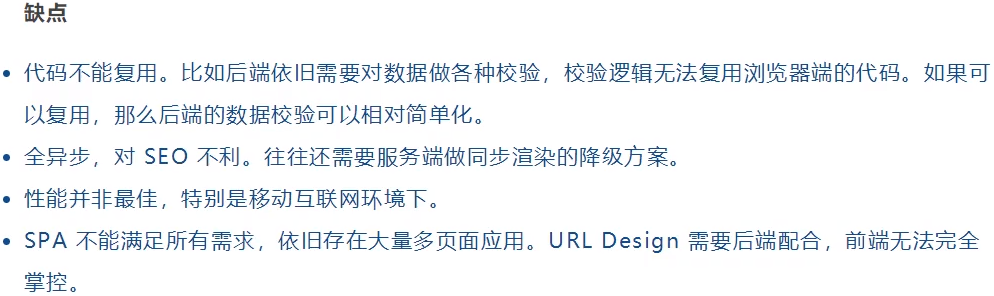 缺点
代码不能复用。比如后端依旧需要对数据做各种校验，校验逻辑无法复用浏览器端的代码。如果可
以复用，那么后端的数据校验可以相对简单化。
全异步，对 SEO 不利。往往还需要服务端做同步渲染的降级方案。
性能并非最佳，特别是移动互联网环境下。
SPA 不能满足所有需求，依旧存在大量多页面应用。URL Design 需要后端配合，前端无法完全
掌控。